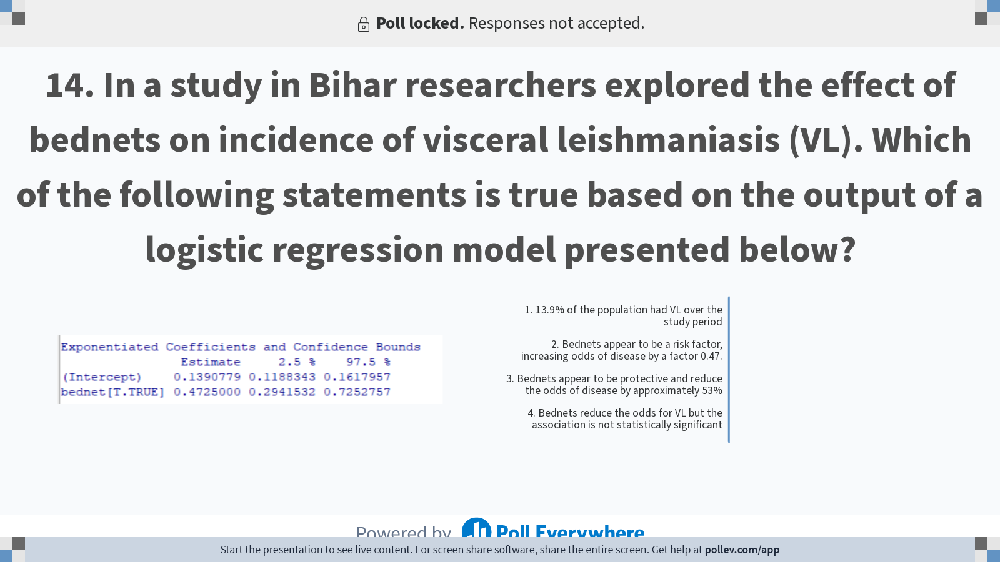 Poll locked. Responses not accepted.
14. In a study in Bihar researchers explored the effect of
bednets on incidence of visceral leishmaniasis (VL). Which
of the following statements is true based on the output of a
logistic regression model presented below?
Exponentiated Coefficients and Confidence Bounds
Estimate 2.5 % 97.5 %
(Intercept) 0.1390779 0.1188343 0.1617957
bednet[T.TRUE] 0.4725000 0.2941532 0.7252757
1. 13.9% of the population had VL over the
study period
2. Bednets appear to be a risk factor,
increasing odds of disease by a factor 0.47.
3. Bednets appear to be protective and reduce
the odds of disease by approximately 53%
4. Bednets reduce the odds for VL but the
association is not statistically significant
Powered by Poll Everywhere
Start the presentation to see live content. For screen share software, share the entire screen. Get help at pollev.com/app